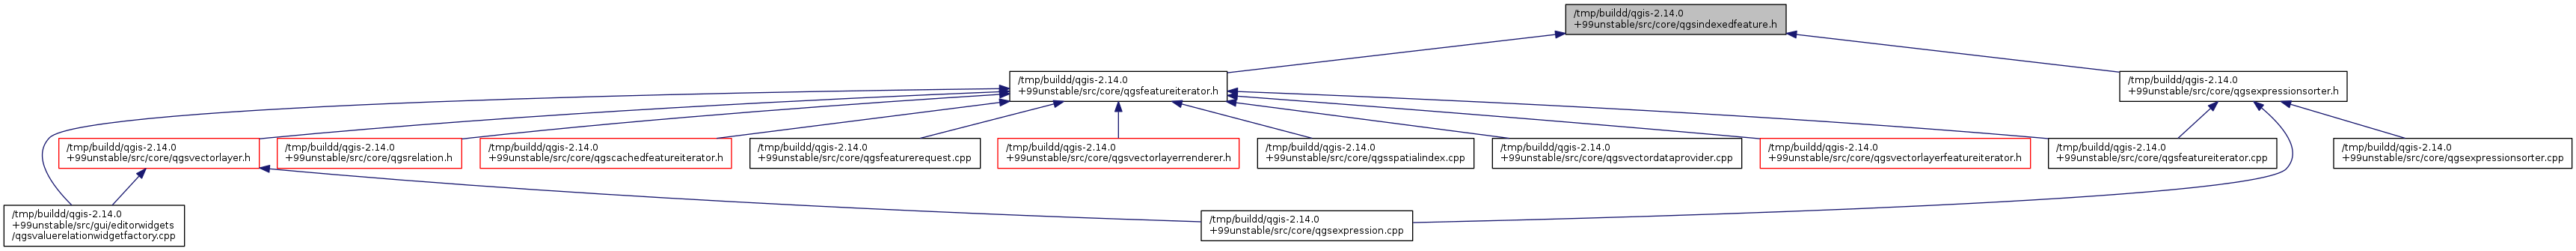 /tmp/buildd/qgis-2.14.0
+99unstable/src/core/qgsindexedfeature.h
/tmp/buildd/qgis-2.14.0
+99unstable/src/core/qgsfeatureiterator.h
/tmp/buildd/qgis-2.14.0
+99unstable/src/core/qgsexpressionsorter.h
/tmp/buildd/qgis-2.14.0
+99unstable/src/core/qgsvectorlayer.h
/tmp/buildd/qgis-2.14.0
+99unstable/src/core/qgsrelation.h
/tmp/buildd/qgis-2.14.0
+99unstable/src/core/qgscachedfeatureiterator.h
/tmp/buildd/qgis-2.14.0
+99unstable/src/core/qgsfeaturerequest.cpp
/tmp/buildd/qgis-2.14.0
+99unstable/src/core/qgsvectorlayerrenderer.h
/tmp/buildd/qgis-2.14.0
+99unstable/src/core/qgsspatialindex.cpp
/tmp/buildd/qgis-2.14.0
+99unstable/src/core/qgsvectordataprovider.cpp
/tmp/buildd/qgis-2.14.0
+99unstable/src/core/qgsvectorlayerfeatureiterator.h
/tmp/buildd/qgis-2.14.0
+99unstable/src/core/qgsfeatureiterator.cpp
/tmp/buildd/qgis-2.14.0
+99unstable/src/core/qgsexpressionsorter.cpp
/tmp/buildd/qgis-2.14.0
+99unstable/src/gui/editorwidgets
/qgsvaluerelationwidgetfactory.cpp
/tmp/buildd/qgis-2.14.0
+99unstable/src/core/qgsexpression.cpp